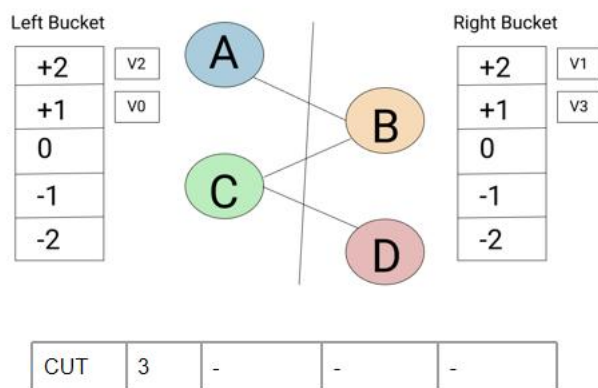 Left Bucket
Right Bucket
+2 V2
A
+2 V1
+1 V0
B
+1 V3
0
0
C
-1
-1
-2
D
-2
CUT 3 - - -